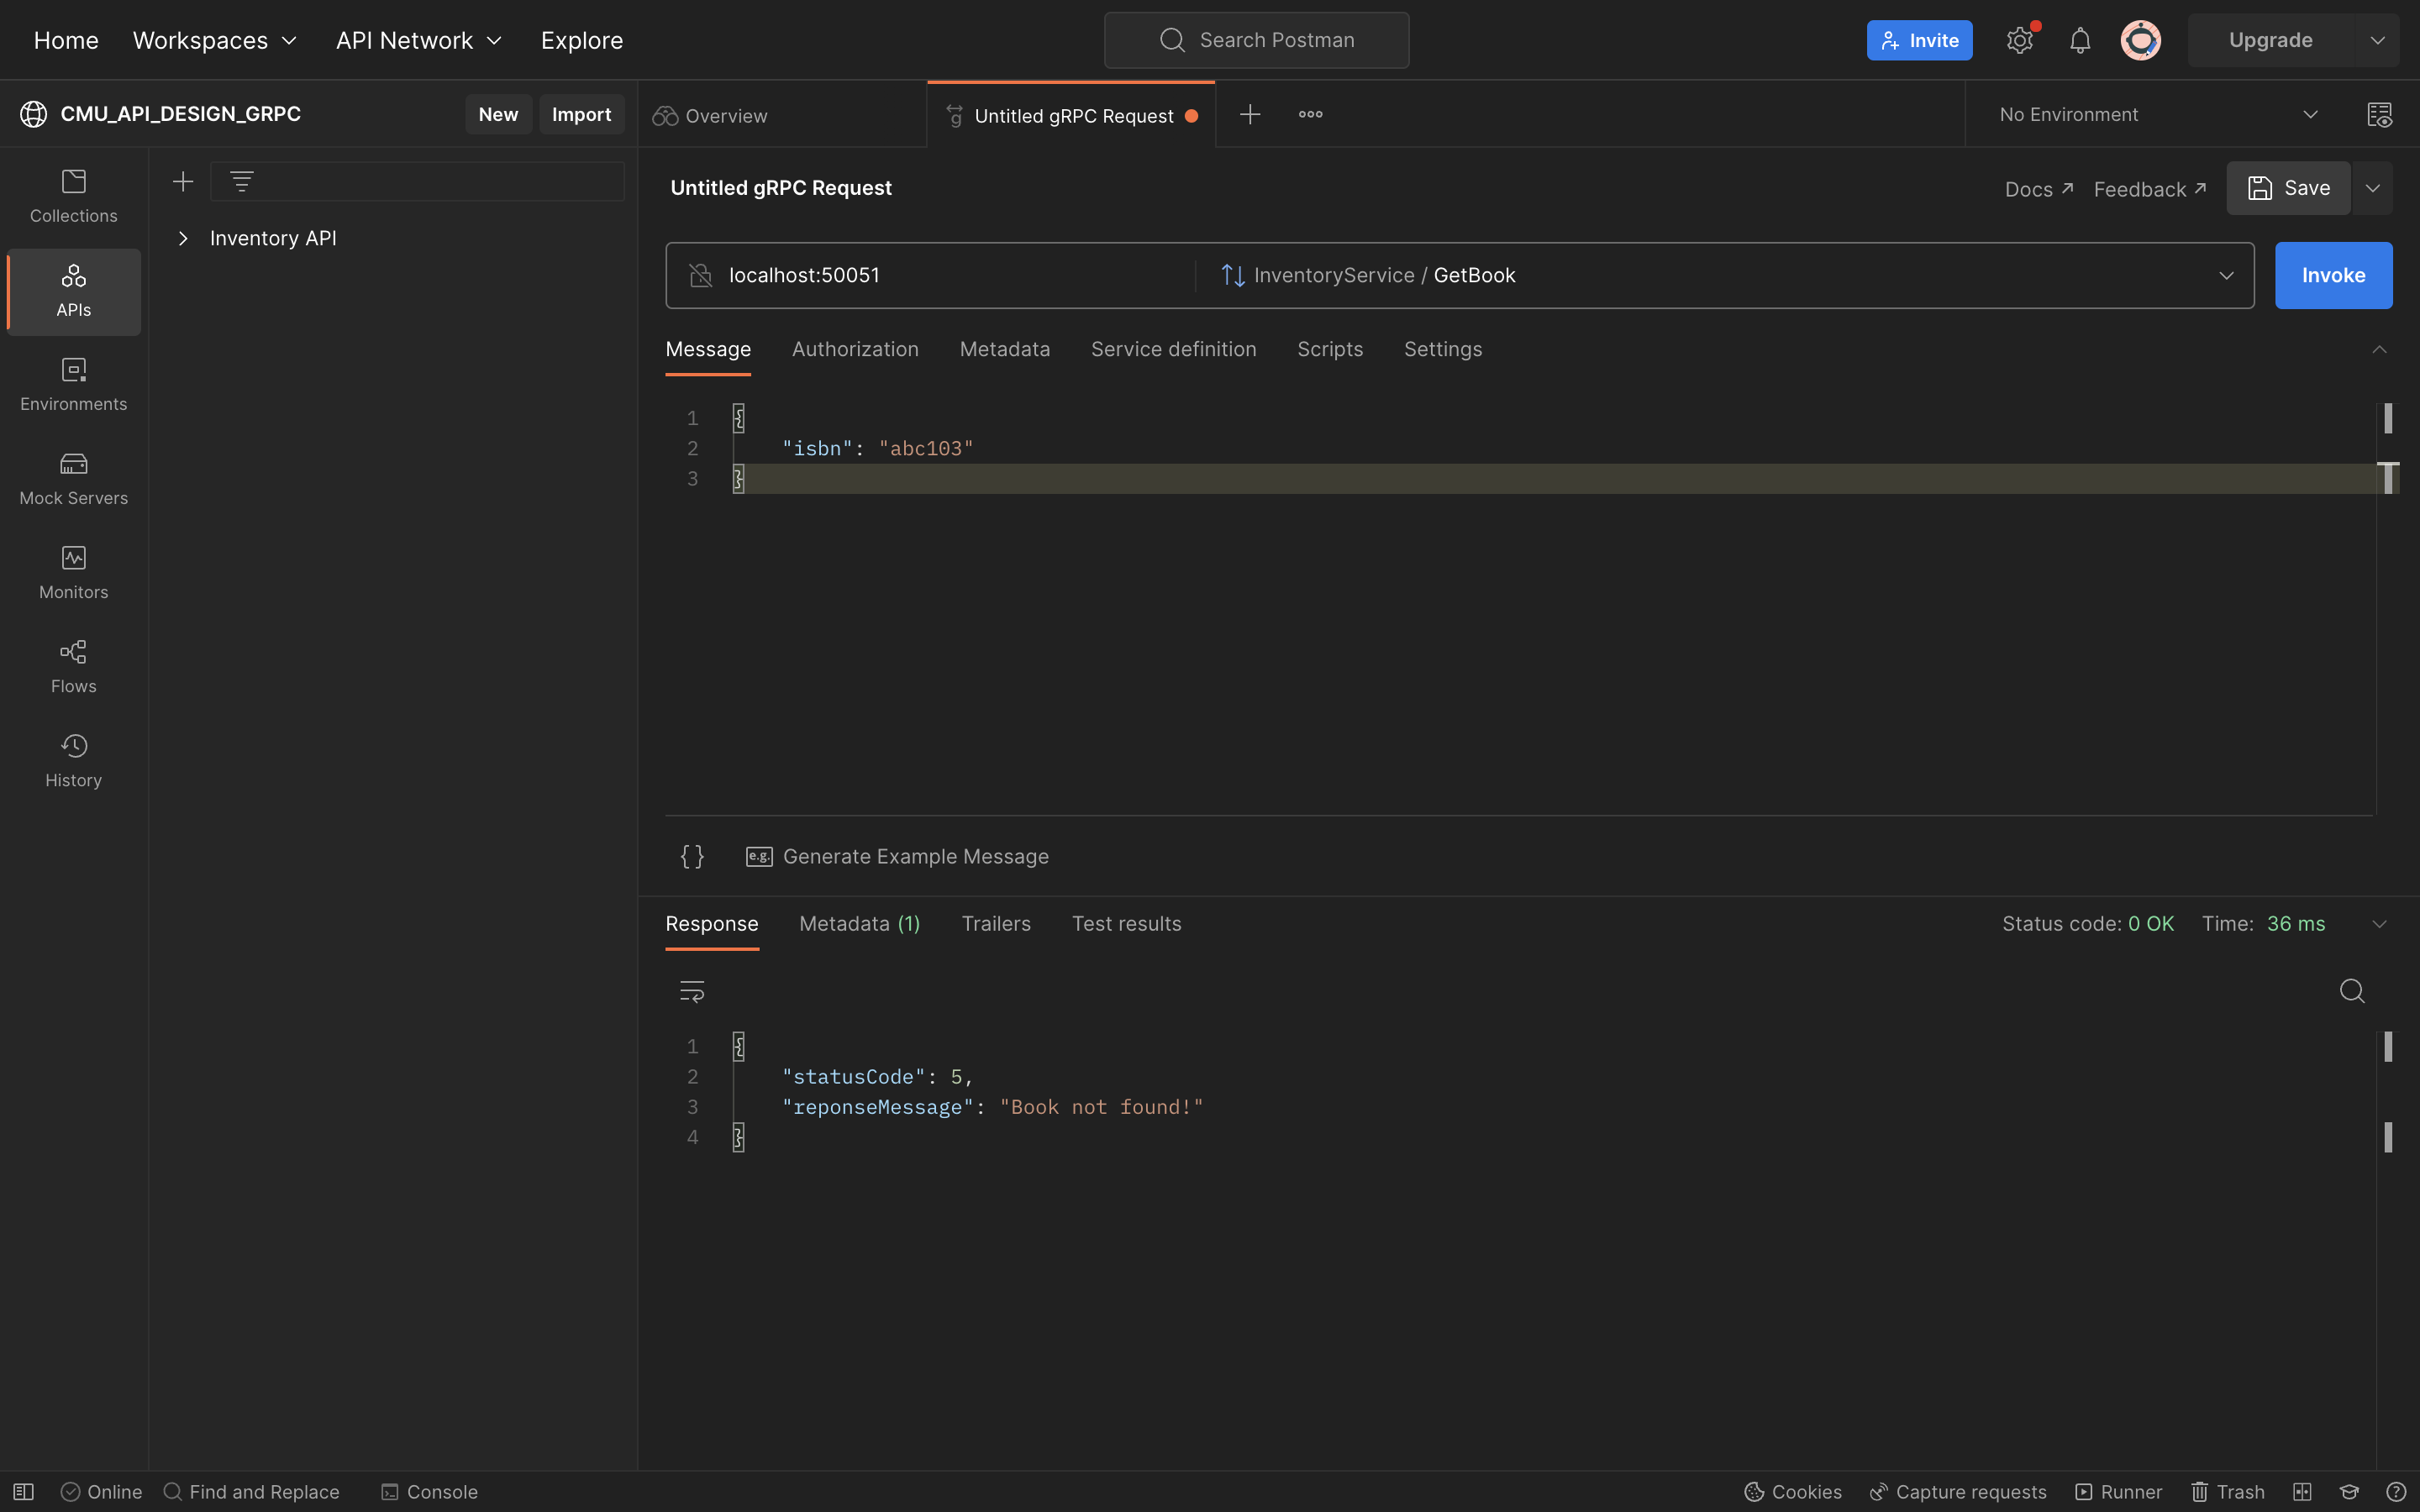 Home Workspaces API Network Explore Search Postman Invite Upgrade
CMU_API_DESIGN_GRPC New Import Overview g Untitled gRPC Request No Environment
Collections
APIs
Environments
Mock Servers
Monitors
Flows
History
Inventory API
Untitled gRPC Request Docs Feedback Save
localhost:50051 InventoryService / GetBook Invoke
Message Authorization Metadata Service definition Scripts Settings
1 {
2 "isbn": "abc103"
3 }
{} e.g. Generate Example Message
Response Metadata (1) Trailers Test results Status code: 0 OK Time: 36 ms
1 {
2 "statusCode": 5,
3 "reponseMessage": "Book not found!"
4 }
Online Find and Replace Console Cookies Capture requests Runner Trash